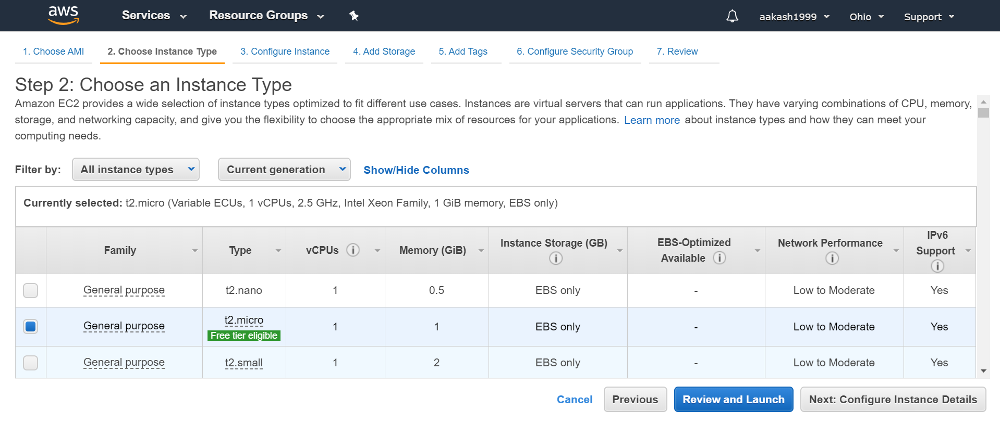 aws Services Resource Groups aakash1999 Ohio Support
1. Choose AMI 2. Choose Instance Type 3. Configure Instance 4. Add Storage 5. Add Tags 6. Configure Security Group 7. Review
Step 2: Choose an Instance Type
Amazon EC2 provides a wide selection of instance types optimized to fit different use cases. Instances are virtual servers that can run applications. They have varying combinations of CPU, memory,
storage, and networking capacity, and give you the flexibility to choose the appropriate mix of resources for your applications. Learn more about instance types and how they can meet your
computing needs.
Filter by: All instance types Current generation Show/Hide Columns
Currently selected: t2.micro (Variable ECUs, 1 vCPUs, 2.5 GHz, Intel Xeon Family, 1 GiB memory, EBS only)
Family Type vCPUs i Memory (GiB) Instance Storage (GB) i EBS-Optimized Available i Network Performance i IPv6 Support i
General purpose t2.nano 1 0.5 EBS only - Low to Moderate Yes
General purpose t2.micro Free tier eligible 1 1 EBS only - Low to Moderate Yes
General purpose t2.small 1 2 EBS only - Low to Moderate Yes
Cancel Previous Review and Launch Next: Configure Instance Details